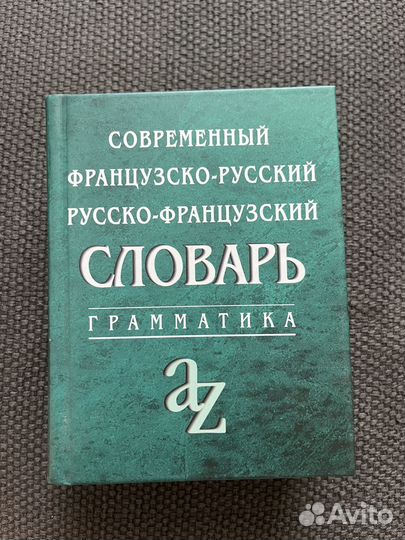 СОВРЕМЕННЫЙ
ФРАНЦУЗСКО-РУССКИЙ
РУССКО-ФРАНЦУЗСКИЙ
СЛОВАРЬ
ГРАММАТИКА
az
Avito